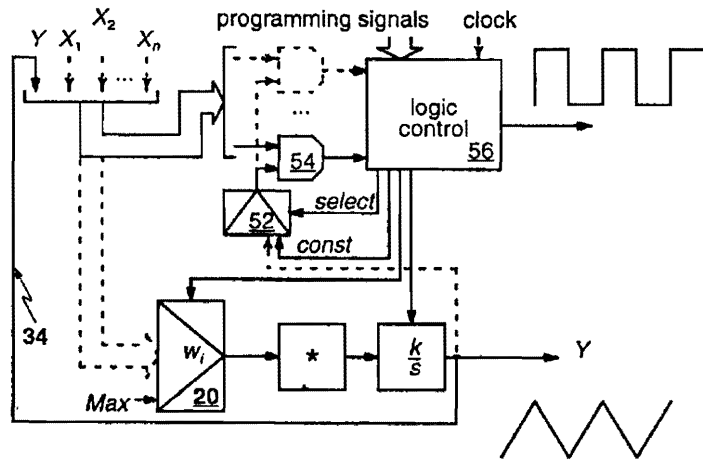 programming signals
clock
Y X1 X2 ... Xn
...
logic
control
56
54
52
select
const
34
wi
20
Max
*
k
s
Y